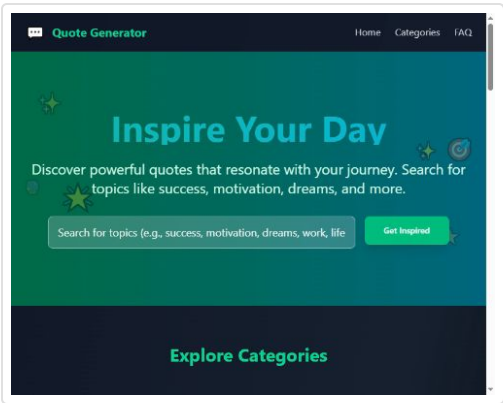 Quote Generator
Home Categories FAQ
Inspire Your Day
Discover powerful quotes that resonate with your journey. Search for
topics like success, motivation, dreams, and more.
Search for topics (e.g., success, motivation, dreams, work, life
Get Inspired
Explore Categories